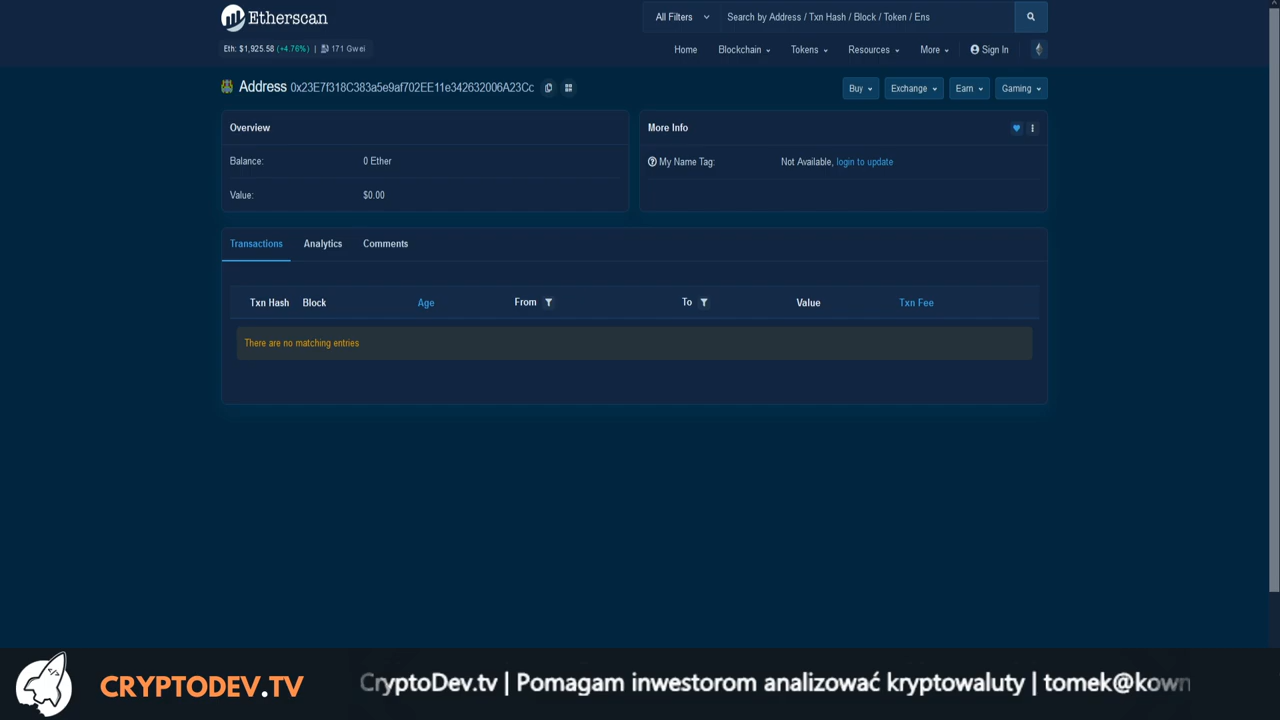 Etherscan
All Filters
Search by Address / Txn Hash / Block / Token / Ens
Eth: $1,925.58 (+4.76%) | 171 Gwei
Home Blockchain Tokens Resources More Sign In
Address 0x23E7f318C383a5e9af702EE11e342632006A23Cc
Buy Exchange Earn Gaming
Overview
Balance: 0 Ether
Value: $0.00
More Info
My Name Tag: Not Available, login to update
Transactions Analytics Comments
Txn Hash Block Age From To Value Txn Fee
There are no matching entries
CRYPTODEV.TV
CryptoDev.tv | Pomagam inwestorom analizować kryptowaluty | tomek@kown